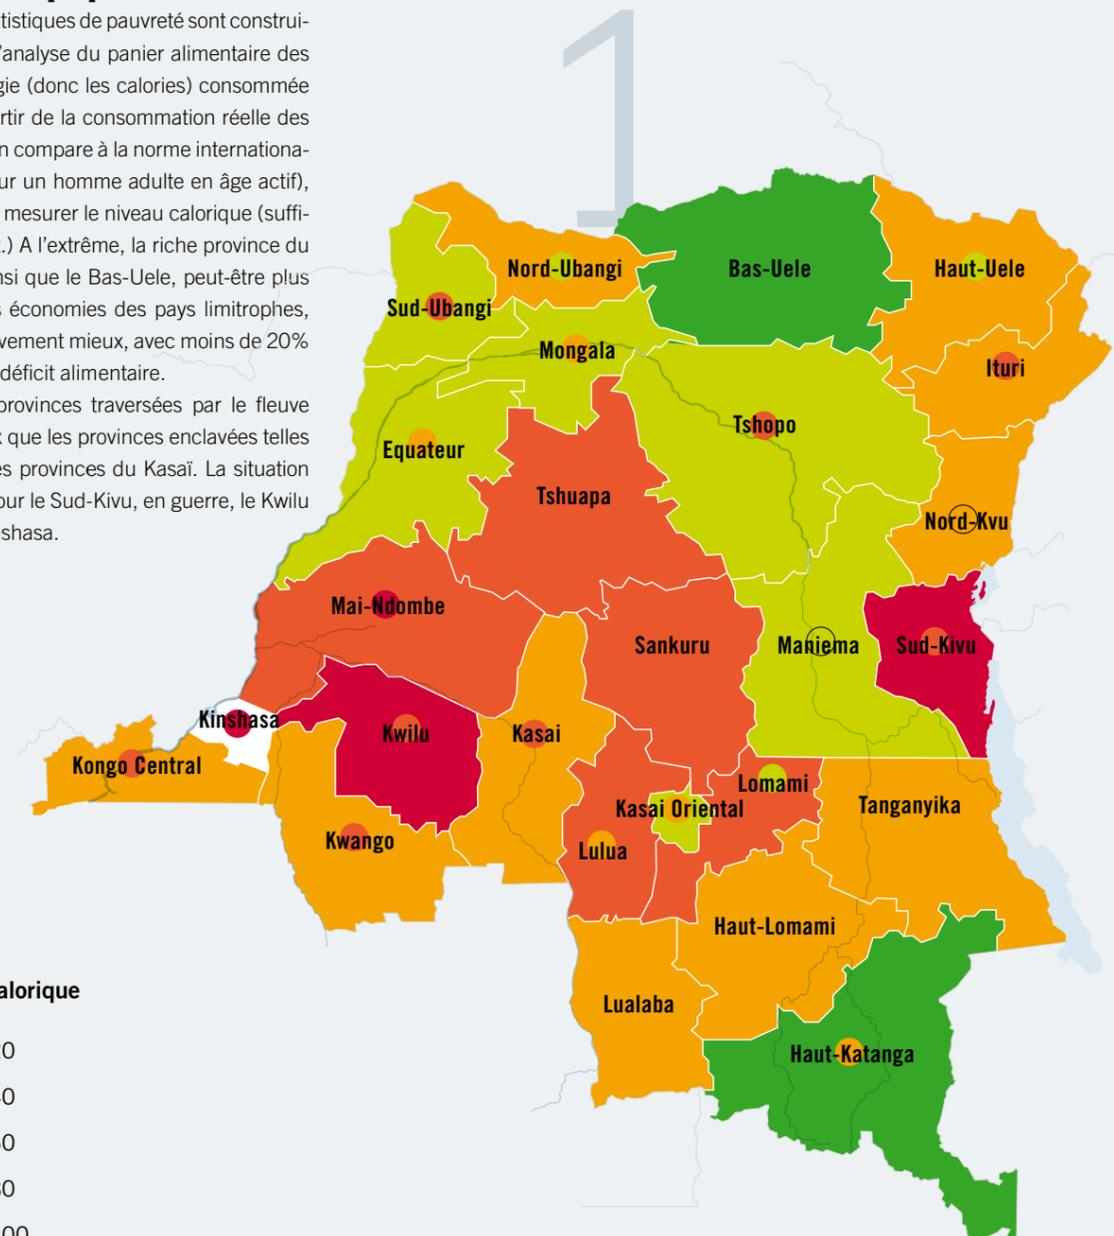 tistiques de pauvreté sont construi-
'analyse du panier alimentaire des
gie (donc les calories) consommée
rtir de la consommation réelle des
n compare à la norme internationa-
ur un homme adulte en âge actif),
mesurer le niveau calorique (suffi-
.) A l'extrême, la riche province du
nsi que le Bas-Uele, peut-être plus
s économies des pays limitrophes,
vement mieux, avec moins de 20%
déficit alimentaire.
provinces traversées par le fleuve
x que les provinces enclavées telles
es provinces du Kasaï. La situation
our le Sud-Kivu, en guerre, le Kwilu
nshasa.
1
Nord-Ubangi
Bas-Uele
Haut-Uele
Sud-Ubangi
Mongala
Ituri
Equateur
Tshopo
Tshuapa
Nord-Kvu
Mai-Ndombe
Sankuru
Maniema
Sud-Kivu
Kinshasa
Kwilu
Kasai
Kongo Central
Lomami
Kasai Oriental
Tanganyika
Kwango
Lulua
Haut-Lomami
Lualaba
Haut-Katanga
alorique
0
0
0
0
00